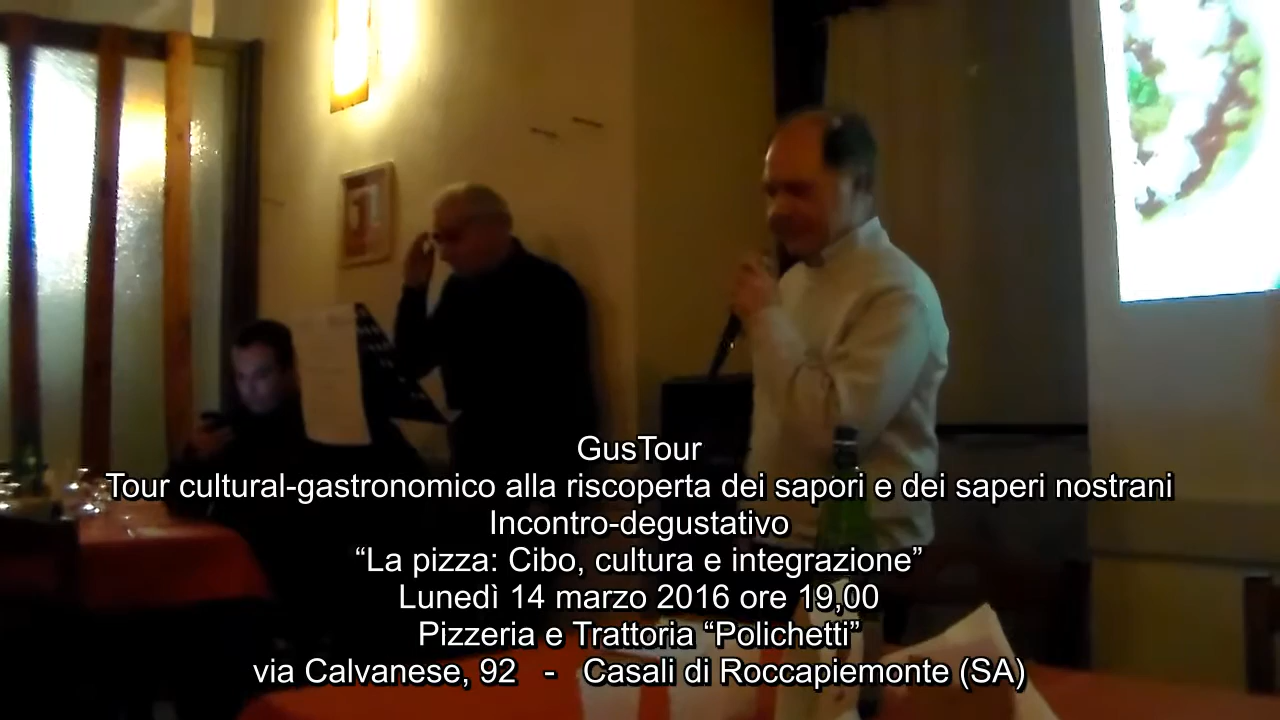 GusTour
Tour cultural-gastronomico alla riscoperta dei sapori e dei saperi nostrani
Incontro-degustativo
“La pizza: Cibo, cultura e integrazione”
Lunedì 14 marzo 2016 ore 19,00
Pizzeria e Trattoria “Polichetti”
via Calvanese, 92 - Casali di Roccapiemonte (SA)